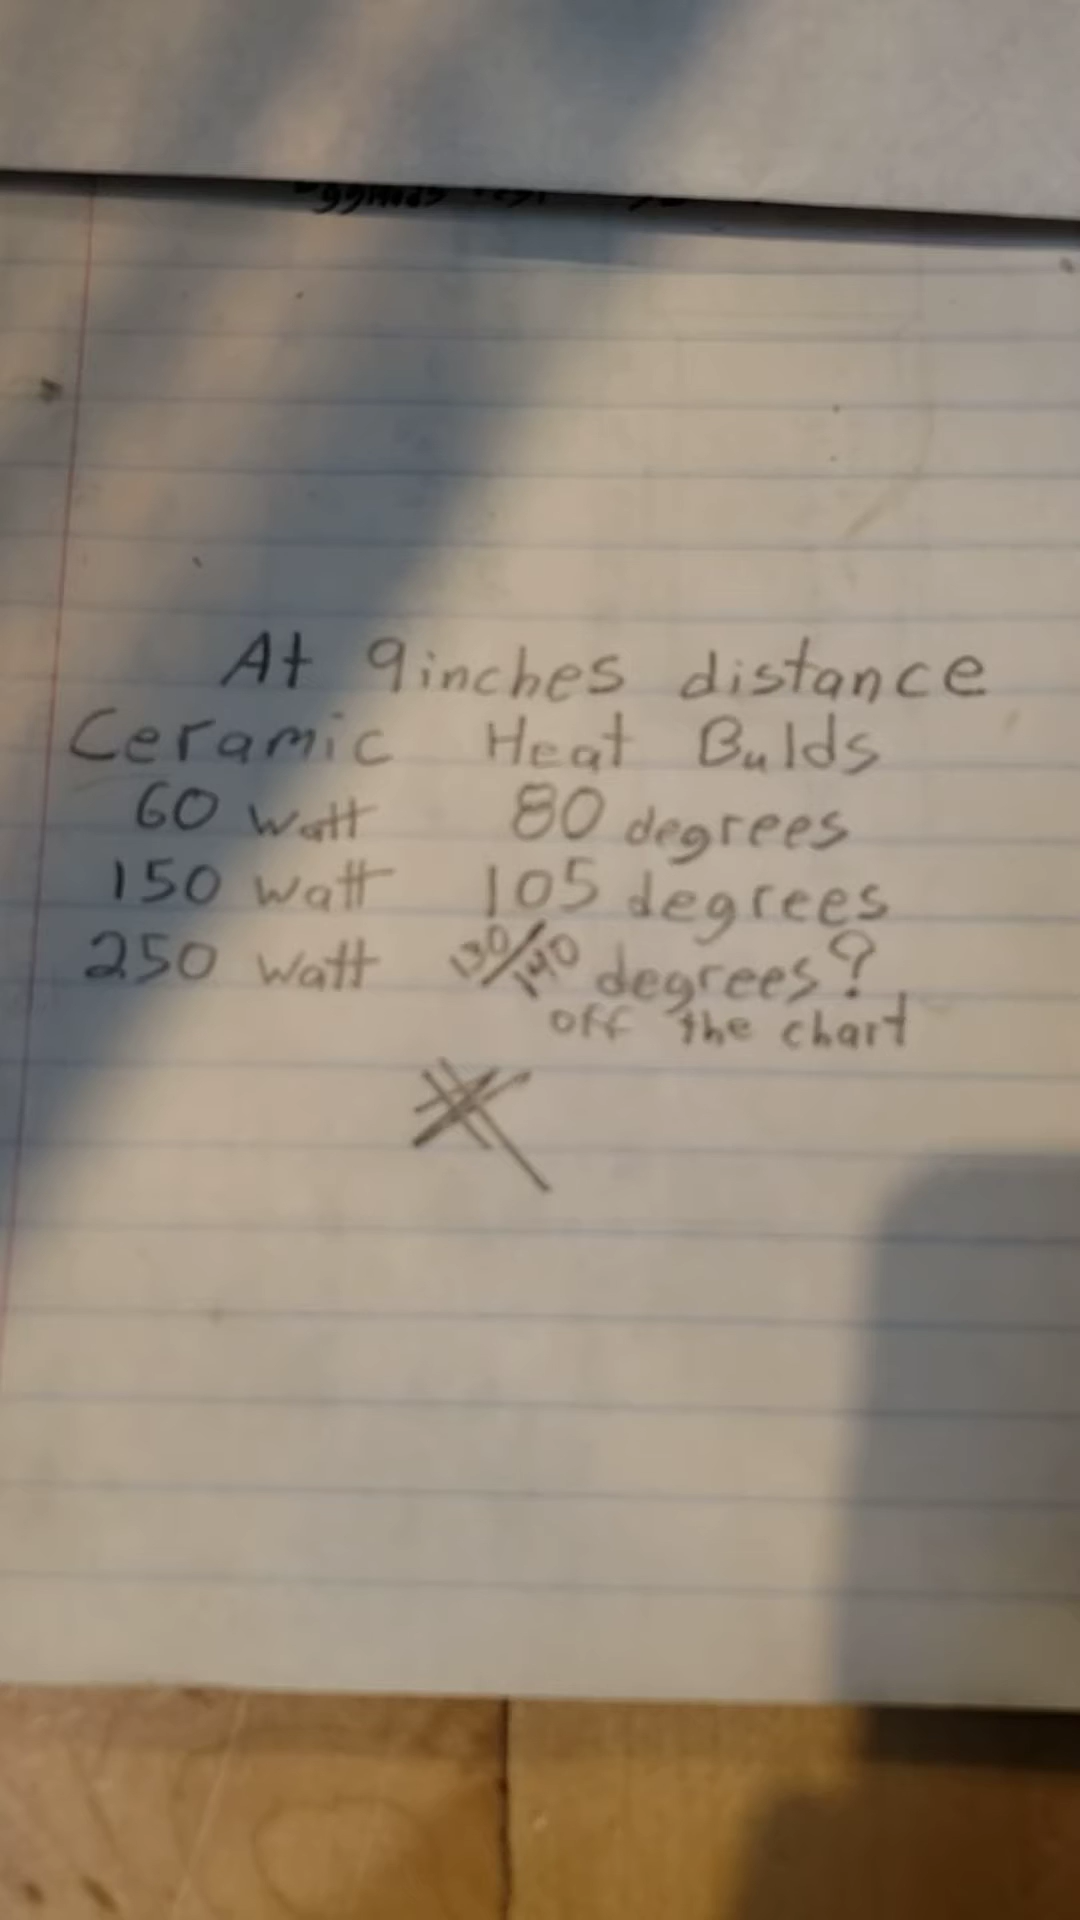 At 9inches distance
Ceramic Heat Bulds
60 watt 80 degrees
150 watt 105 degrees
250 watt 130/140 degrees?
off the chart